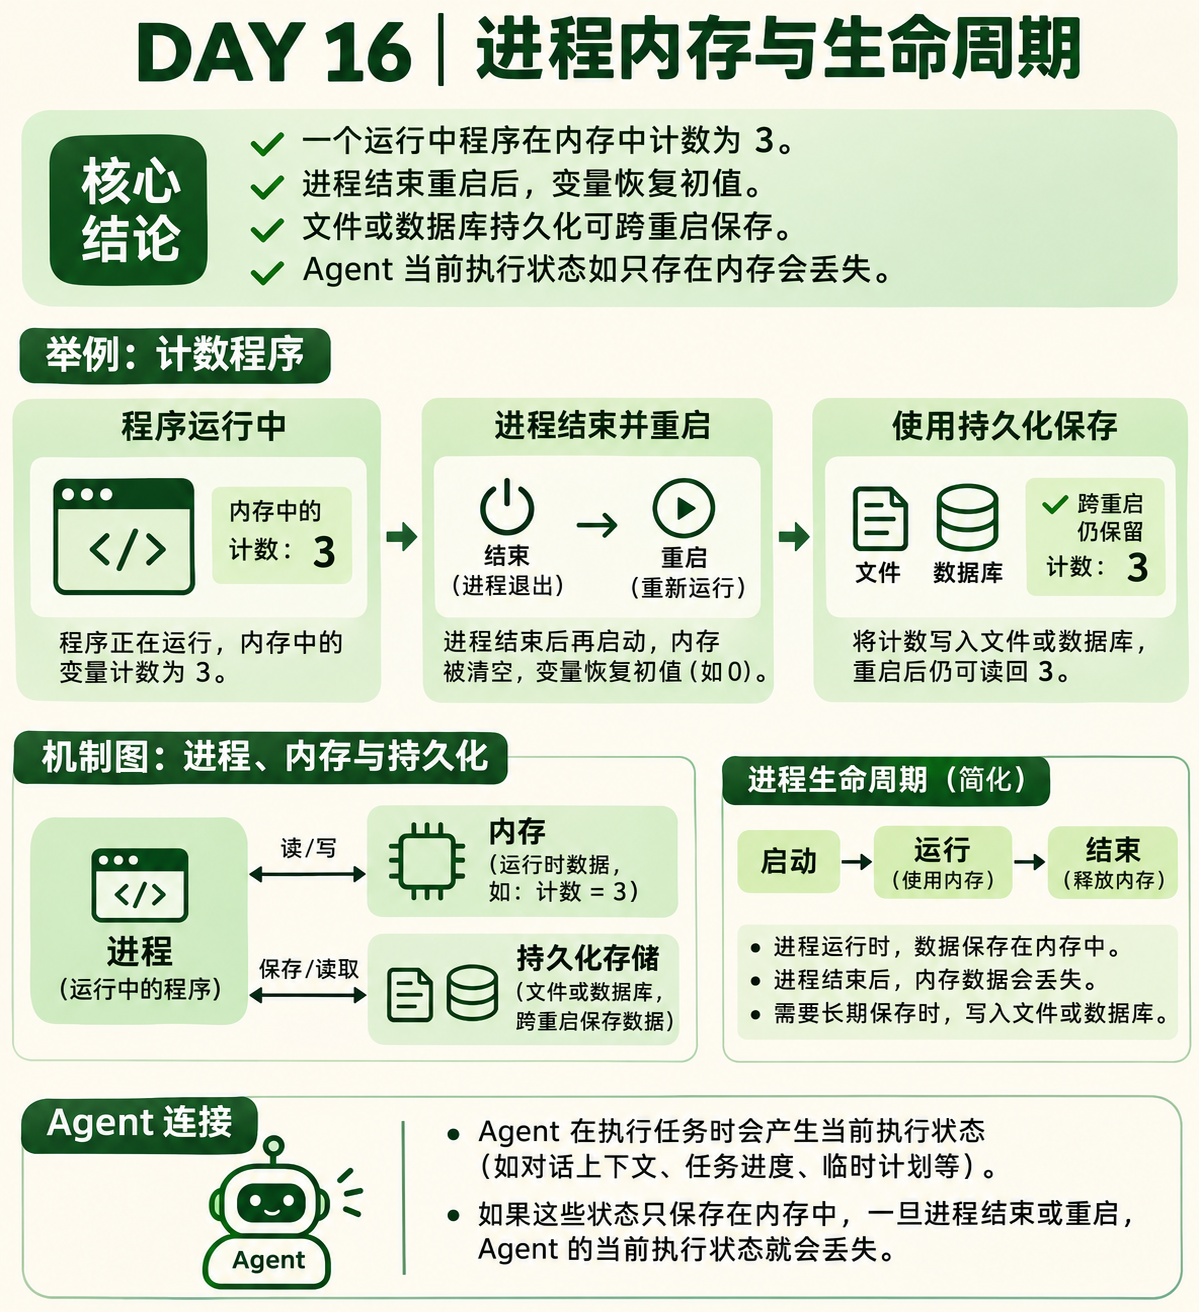 DAY 16 | 进程内存与生命周期
核心
结论
一个运行中程序在内存中计数为 3。
进程结束重启后，变量恢复初值。
文件或数据库持久化可跨重启保存。
Agent 当前执行状态如只存在内存会丢失。
举例：计数程序
程序运行中
</>
内存中的
计数： 3
程序正在运行，内存中的
变量计数为 3。
进程结束并重启
结束
（进程退出）
重启
（重新运行）
进程结束后再启动，内存
被清空，变量恢复初值（如0）。
使用持久化保存
文件
数据库
跨重启
仍保留
计数： 3
将计数写入文件或数据库，
重启后仍可读回 3。
机制图：进程、内存与持久化
</>
进程
（运行中的程序）
读/写
保存/读取
内存
（运行时数据，
如：计数 = 3）
持久化存储
（文件或数据库，
跨重启保存数据）
进程生命周期（简化）
启动
运行
（使用内存）
结束
（释放内存）
• 进程运行时，数据保存在内存中。
• 进程结束后，内存数据会丢失。
• 需要长期保存时，写入文件或数据库。
Agent 连接
Agent
• Agent 在执行任务时会产生当前执行状态
（如对话上下文、任务进度、临时计划等）。
• 如果这些状态只保存在内存中，一旦进程结束或重启，
Agent 的当前执行状态就会丢失。